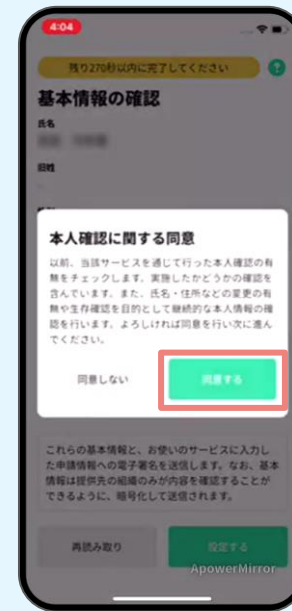 4:04
残り270秒以内に完了してください
?
基本情報の確認
氏名
旧姓
本人確認に関する同意
以前、当該サービスを通じて行った本人確認の有
無をチェックします。実施したかどうかの確認を
含んでいます。また、氏名・住所などの変更の有
無や生存確認を目的として継続的な本人情報の確
認を行います。よろしければ同意を行い次に進ん
でください。
同意しない
同意する
これらの基本情報と、お使いのサービスに入力し
た申請情報への電子署名を送信します。なお、基本
情報は提供先の組織のみが内容を確認することが
できるように、暗号化して送信されます。
再読み取り
設定する
ApowerMirror